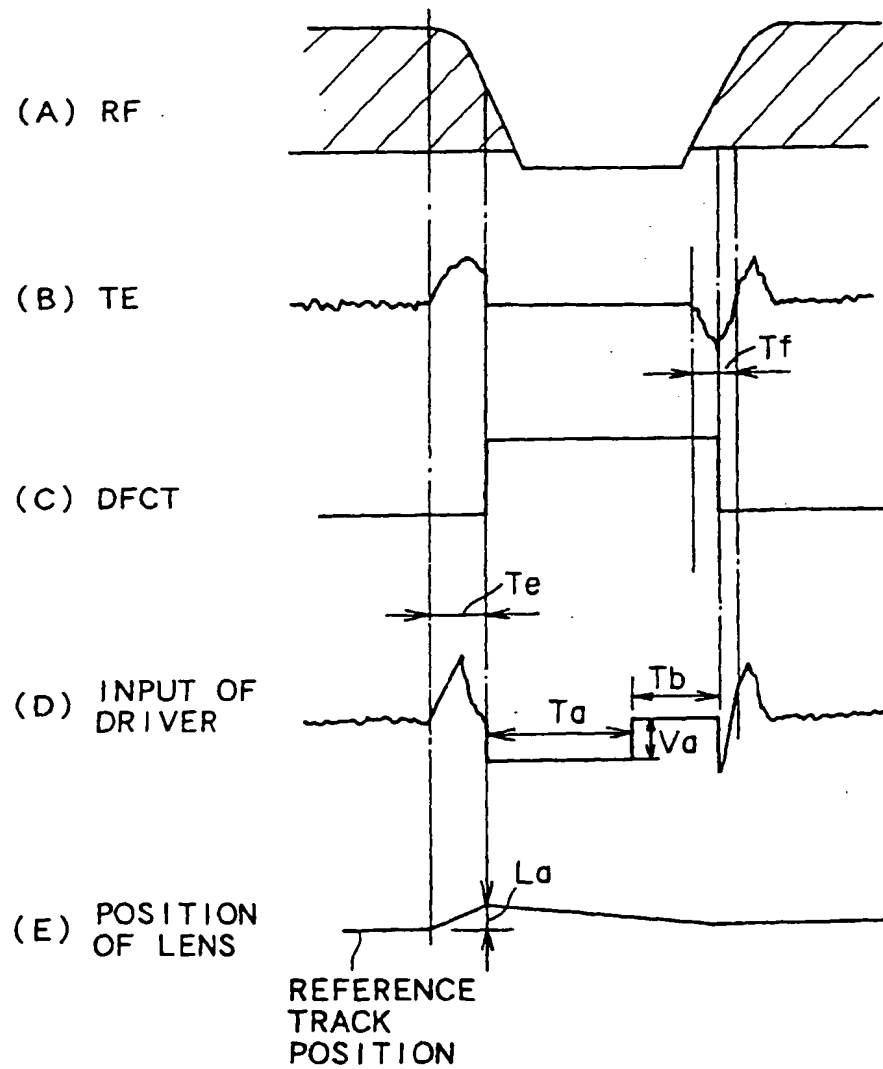 (A) RF
(B) TE
Tf
(C) DFCT
Te
(D) INPUT OF
DRIVER
Ta
Tb
Va
La
(E) POSITION
OF LENS
REFERENCE
TRACK
POSITION